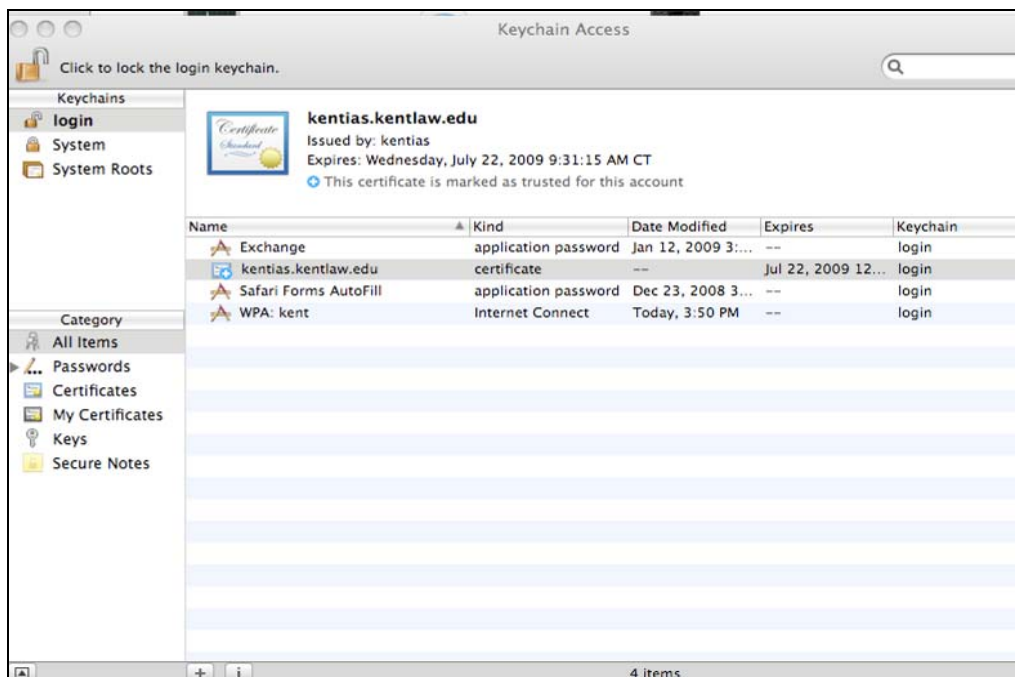 Keychain Access
Click to lock the login keychain.
Keychains
login
System
System Roots
Certificate
Standard
kentias.kentlaw.edu
Issued by: kentias
Expires: Wednesday, July 22, 2009 9:31:15 AM CT
This certificate is marked as trusted for this account
Name Kind Date Modified Expires Keychain
Exchange application password Jan 12, 2009 3:... -- login
kentias.kentlaw.edu certificate -- Jul 22, 2009 12... login
Safari Forms AutoFill application password Dec 23, 2008 3... -- login
WPA: kent Internet Connect Today, 3:50 PM -- login
Category
All Items
Passwords
Certificates
My Certificates
Keys
Secure Notes
4 items